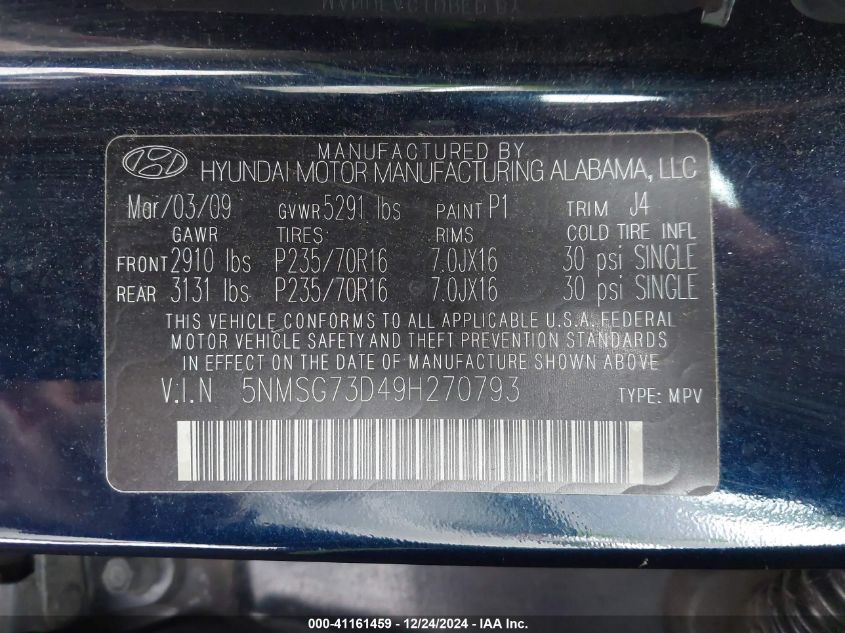 MANUFACTURED BY
HYUNDAI MOTOR MANUFACTURING ALABAMA, LLC
Mar/03/09 GVWR 5291 lbs PAINT P1 TRIM J4
GAWR TIRES RIMS COLD TIRE INFL
FRONT 2910 lbs P235/70R16 7.0JX16 30 psi SINGLE
REAR 3131 lbs P235/70R16 7.0JX16 30 psi SINGLE
THIS VEHICLE CONFORMS TO ALL APPLICABLE U.S.A. FEDERAL
MOTOR VEHICLE SAFETY AND THEFT PREVENTION STANDARDS
IN EFFECT ON THE DATE OF MANUFACTURE SHOWN ABOVE
V.I.N 5NMSG73D49H270793 TYPE: MPV
000-41161459 - 12/24/2024 - IAA Inc.